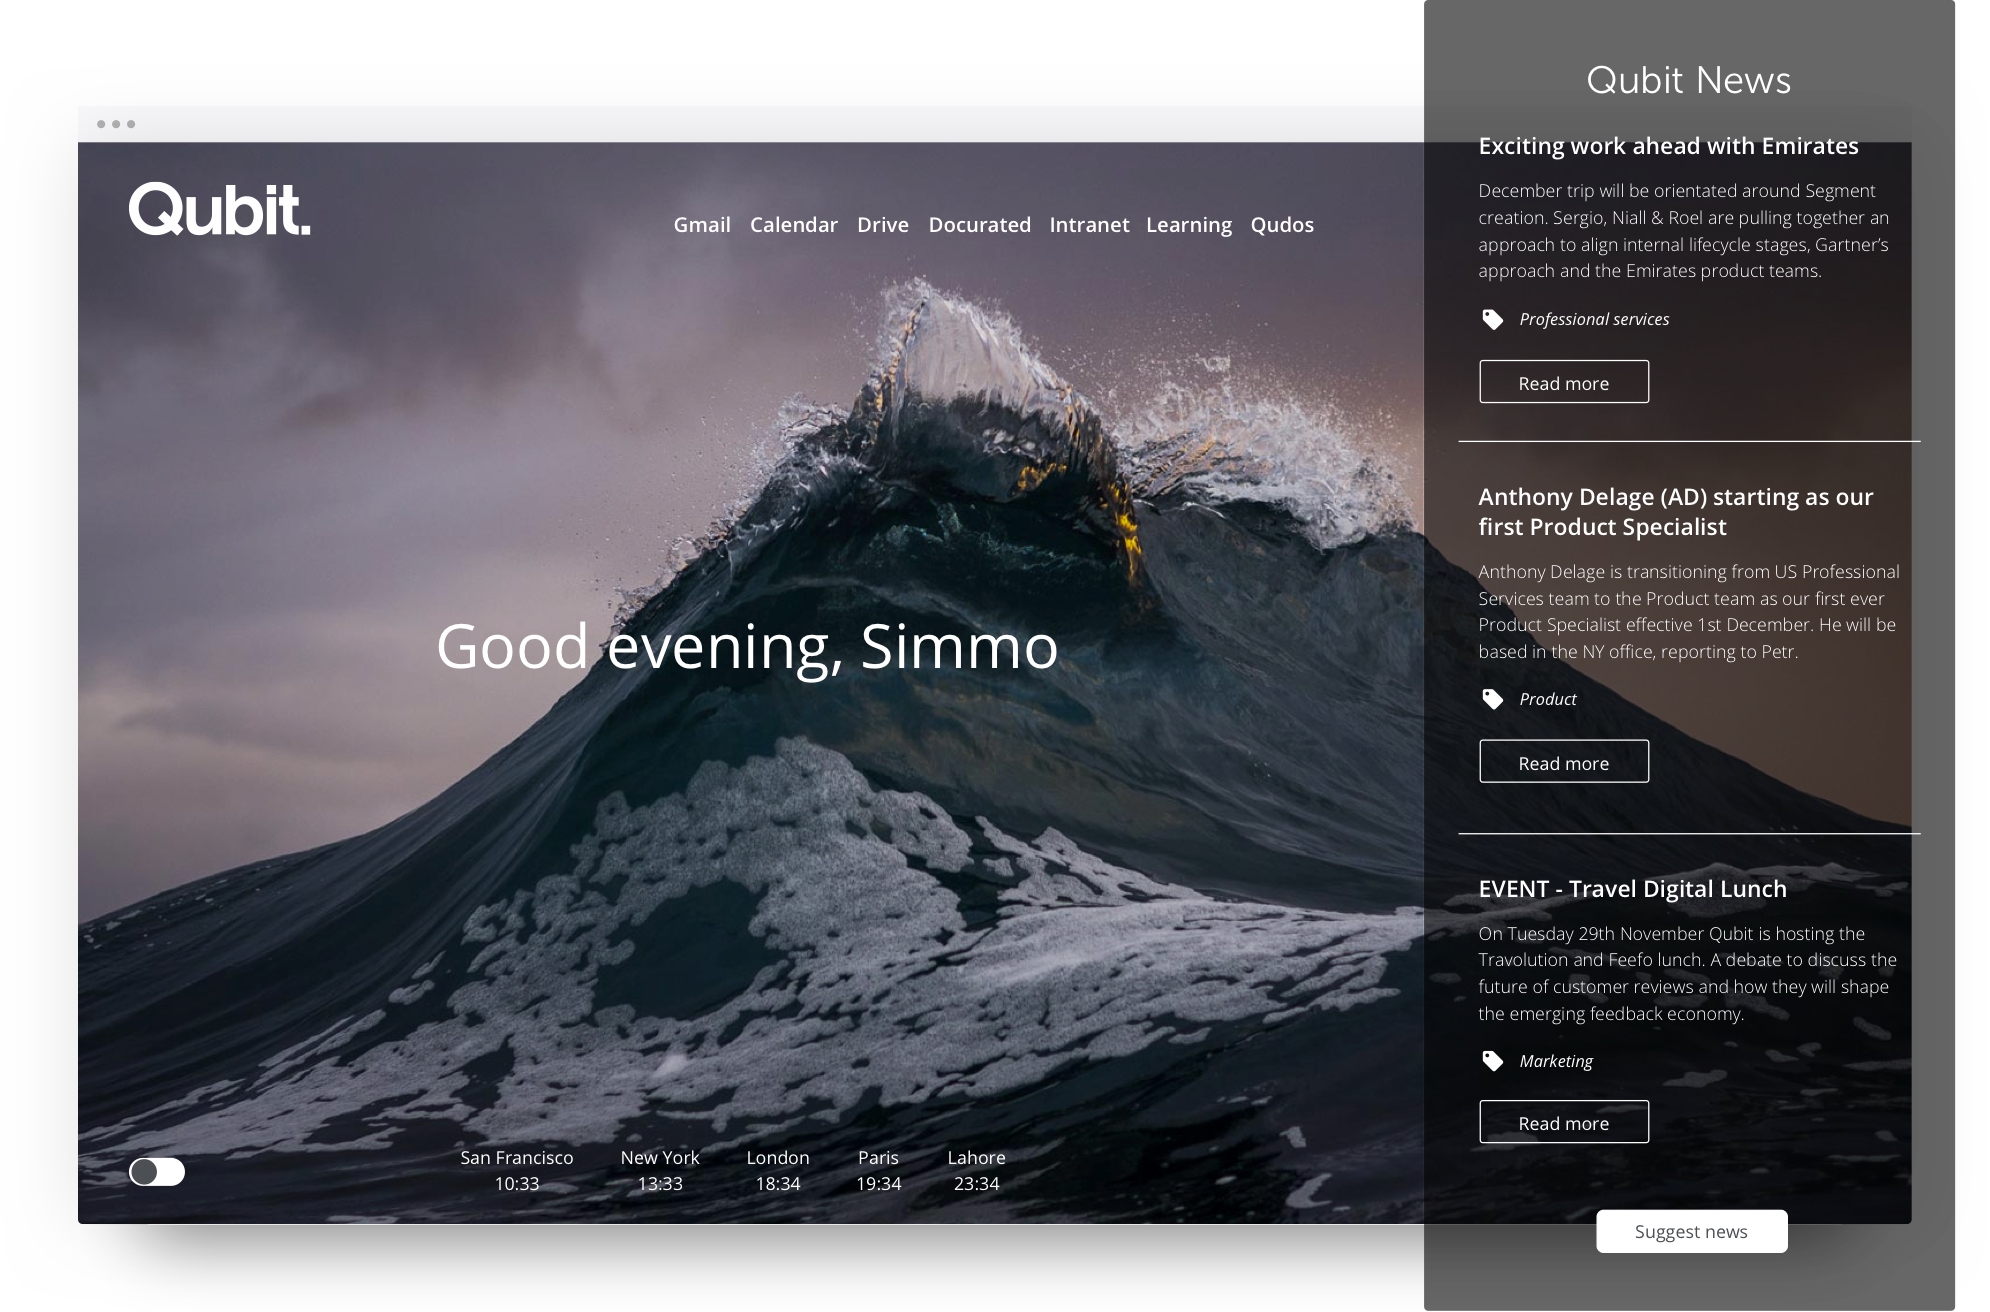 Qubit.
Gmail Calendar Drive Docurated Intranet Learning Qudos
Good evening, Simmo
San Francisco New York London Paris Lahore
10:33 13:33 18:34 19:34 23:34
Qubit News
Exciting work ahead with Emirates
December trip will be orientated around Segment
creation. Sergio, Niall & Roel are pulling together an
approach to align internal lifecycle stages, Gartner’s
approach and the Emirates product teams.
Professional services
Read more
Anthony Delage (AD) starting as our
first Product Specialist
Anthony Delage is transitioning from US Professional
Services team to the Product team as our first ever
Product Specialist effective 1st December. He will be
based in the NY office, reporting to Petr.
Product
Read more
EVENT - Travel Digital Lunch
On Tuesday 29th November Qubit is hosting the
Travolution and Feefo lunch. A debate to discuss the
future of customer reviews and how they will shape
the emerging feedback economy.
Marketing
Read more
Suggest news